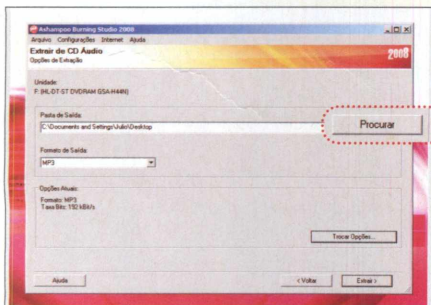 Ashampoo Burning Studio 2008
Arquivo Configurações Internet Ajuda
Extrair de CD Áudio
Opções de Extração
2008
Unidade:
F: (HL-DT-ST DVDRAM GSA-H44N)
Pasta de Saída:
C:\Documents and Settings\Julio\Desktop
Procurar
Formato de Saída:
MP3
Opções Atuais:
Formato: MP3
Taxa Bits: 192 kBit/s
Trocar Opções...
Ajuda
< Voltar
Extrair >